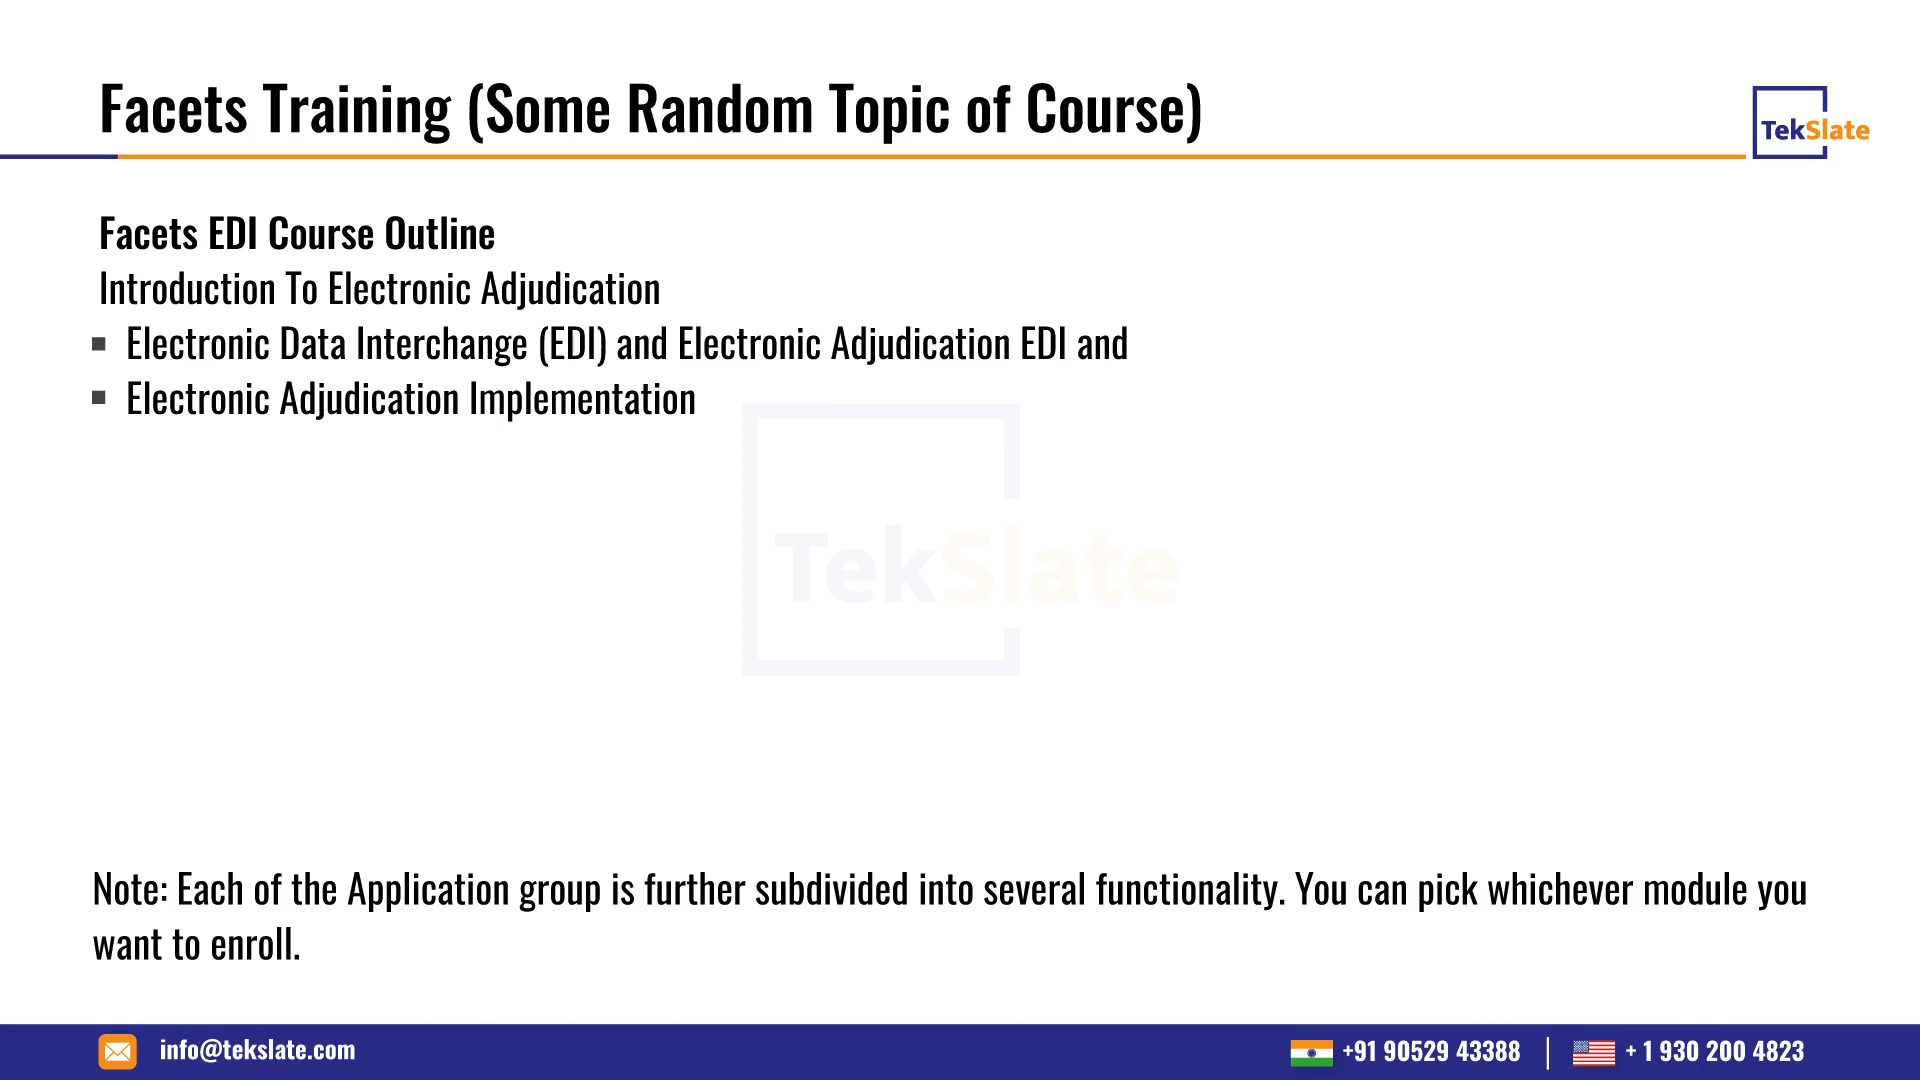 Facets Training (Some Random Topic of Course)
TekSlate
Facets EDI Course Outline
Introduction To Electronic Adjudication
▪ Electronic Data Interchange (EDI) and Electronic Adjudication EDI and
▪ Electronic Adjudication Implementation
TekSlate
Note: Each of the Application group is further subdivided into several functionality. You can pick whichever module you
want to enroll.
info@tekslate.com
+91 90529 43388 | + 1 930 200 4823